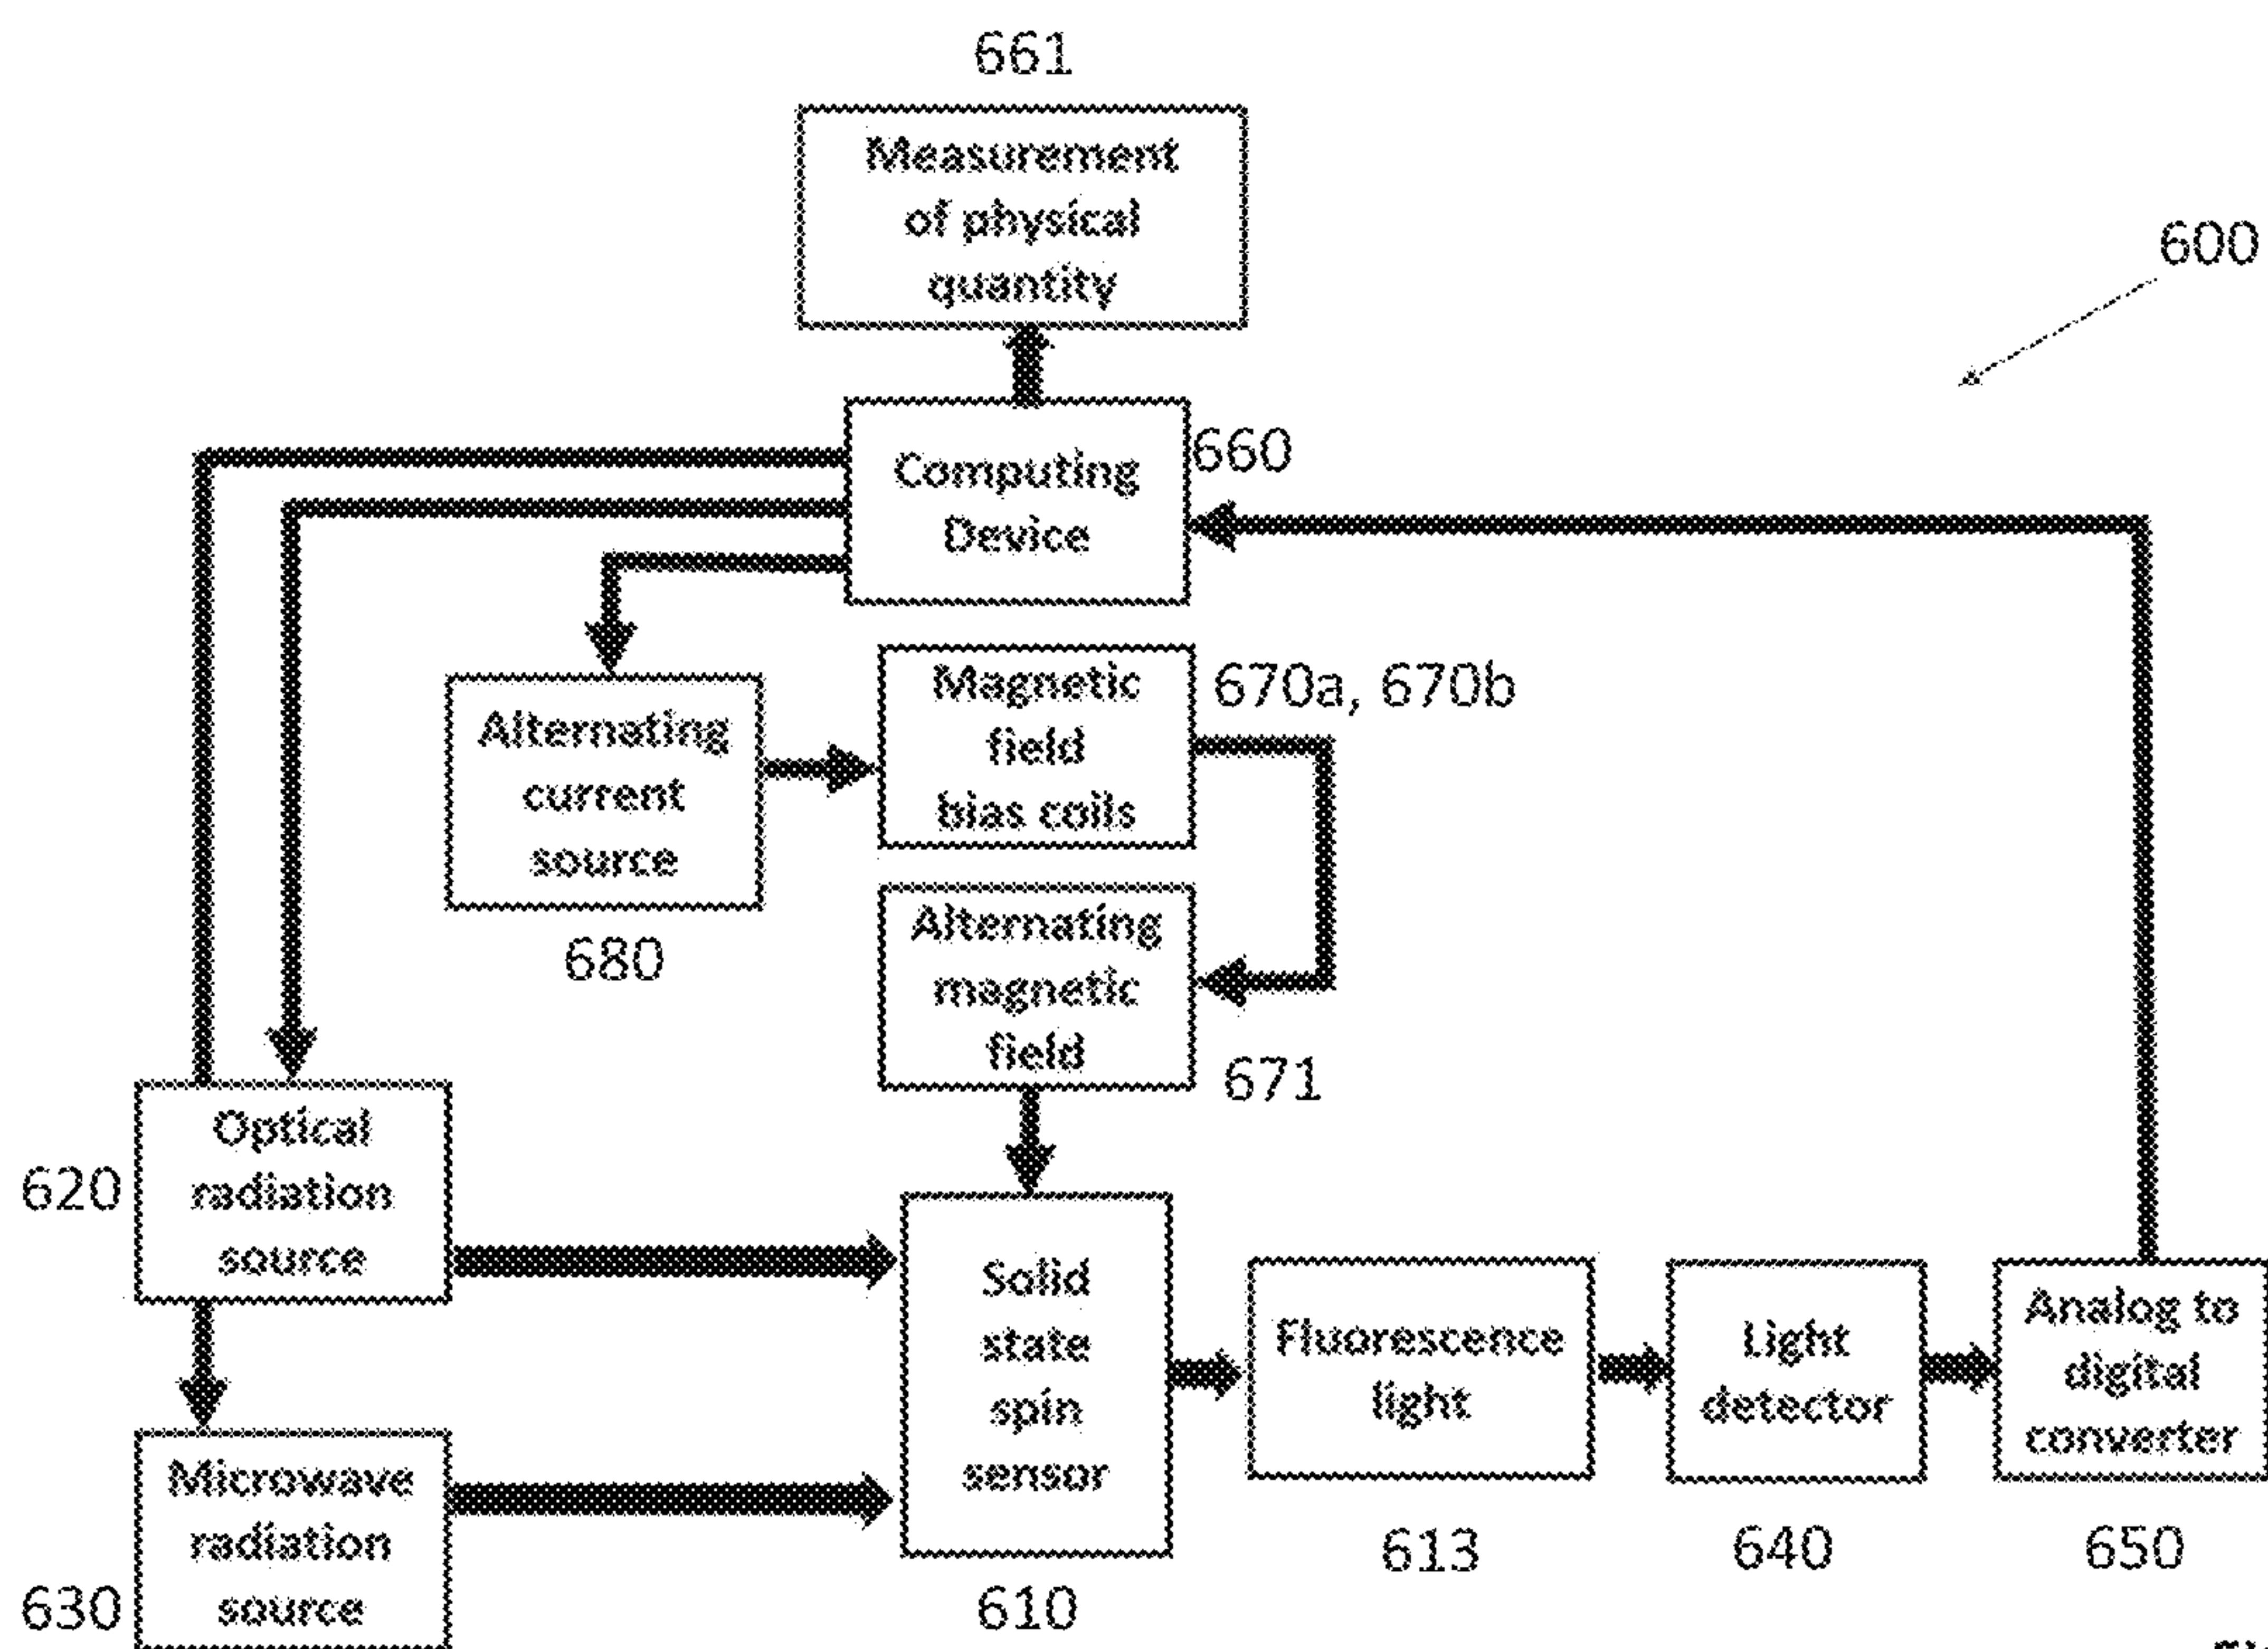 661
Measurement
of physical
quantity
600
Computing
Device
660
Alternating
current
source
680
Magnetic
field
bias coils
670a, 670b
Alternating
magnetic
field
671
Optical
radiation
source
620
Microwave
radiation
source
630
Solid
state
spin
sensor
610
Fluorescence
light
613
Light
detector
640
Analog to
digital
converter
650